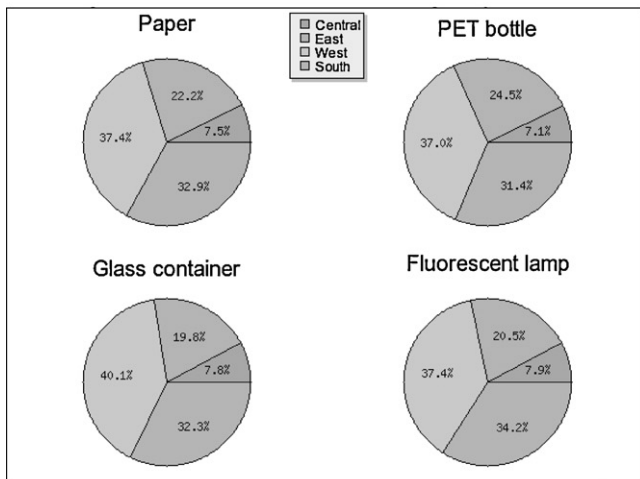 Paper
22.2%
37.4%
7.5%
32.9%
Central
East
West
South
PET bottle
24.5%
37.0%
7.1%
31.4%
Glass container
19.8%
40.1%
7.8%
32.3%
Fluorescent lamp
20.5%
37.4%
7.9%
34.2%